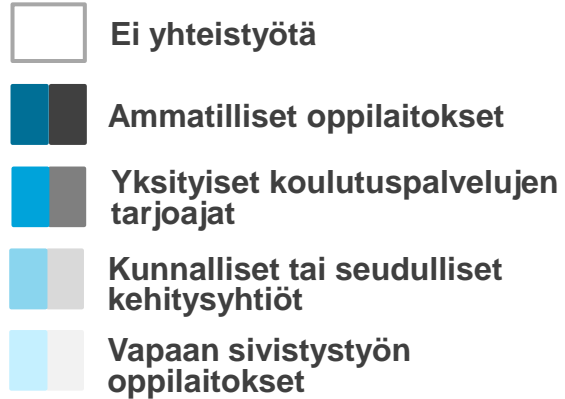 Ei yhteistyötä
Ammatilliset oppilaitokset
Yksityiset koulutuspalvelujen
tarjoajat
Kunnalliset tai seudulliset
kehitysyhtiöt
Vapaan sivistystyön
oppilaitokset